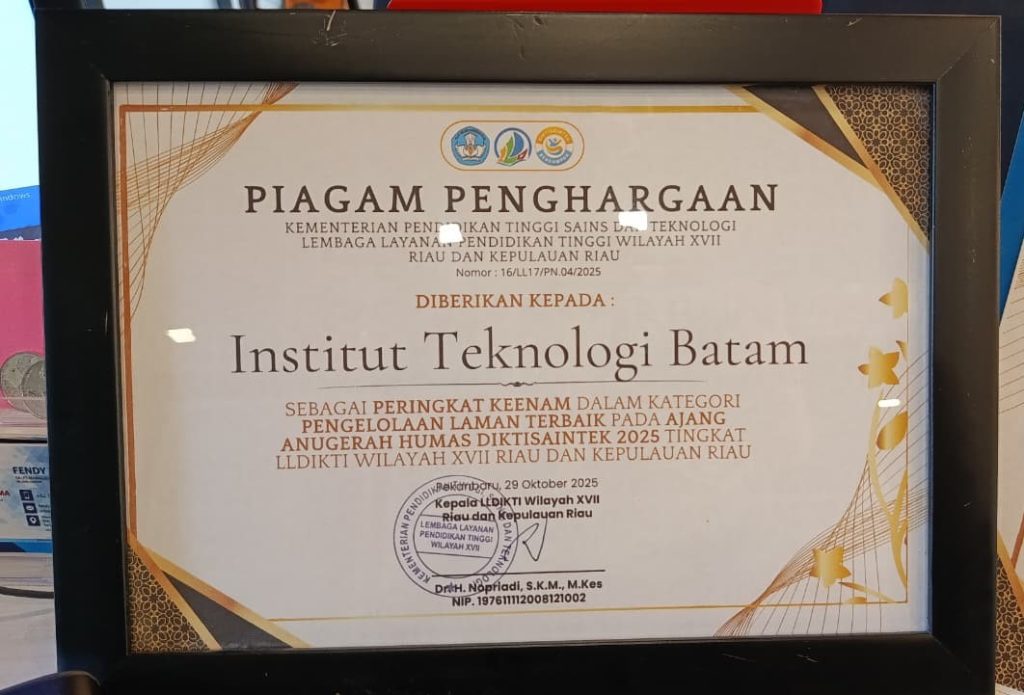 PIAGAM PENGHARGAAN
KEMENTERIAN PENDIDIKAN TINGGI SAINS DAN TEKNOLOGI
LEMBAGA LAYANAN PENDIDIKAN TINGGI WILAYAH XVII
RIAU DAN KEPULAUAN RIAU
Nomor : 16/LL17/PN.04/2025
DIBERIKAN KEPADA :
Institut Teknologi Batam
SEBAGAI PERINGKAT KEENAM DALAM KATEGORI
PENGELOLAAN LAMAN TERBAIK PADA AJANG
ANUGERAH HUMAS DIKTISAINTEK 2025 TINGKAT
LLDIKTI WILAYAH XVII RIAU DAN KEPULAUAN RIAU
Pekanbaru, 29 Oktober 2025
Kepala LLDIKTI Wilayah XVII
Riau dan Kepulauan Riau
LEMBAGA LAYANAN
PENDIDIKAN TINGGI
WILAYAH XVII
Dr. H. Nopriadi, S.K.M., M.Kes
NIP. 197611112008121002
FENDY